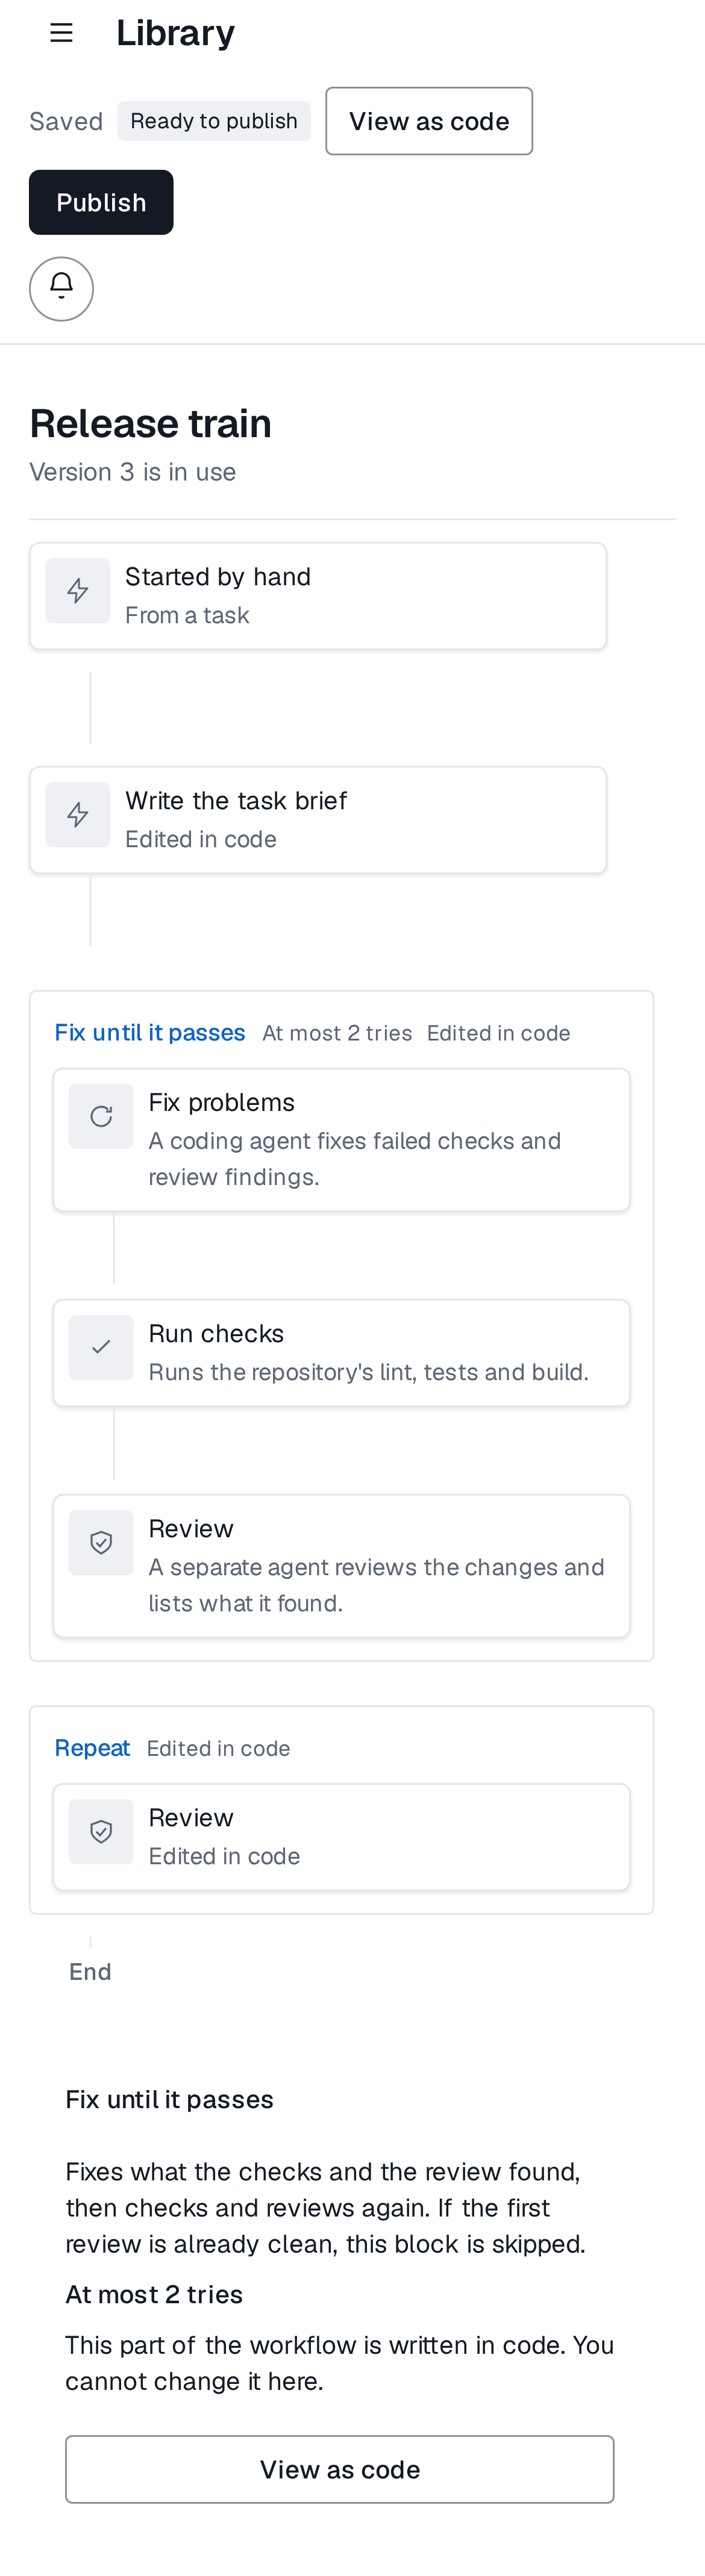 Library
Saved
Ready to publish
View as code
Publish
Release train
Version 3 is in use
Started by hand
From a task
Write the task brief
Edited in code
Fix until it passes At most 2 tries Edited in code
Fix problems
A coding agent fixes failed checks and
review findings.
Run checks
Runs the repository's lint, tests and build.
Review
A separate agent reviews the changes and
lists what it found.
Repeat Edited in code
Review
Edited in code
End
Fix until it passes
Fixes what the checks and the review found,
then checks and reviews again. If the first
review is already clean, this block is skipped.
At most 2 tries
This part of the workflow is written in code. You
cannot change it here.
View as code